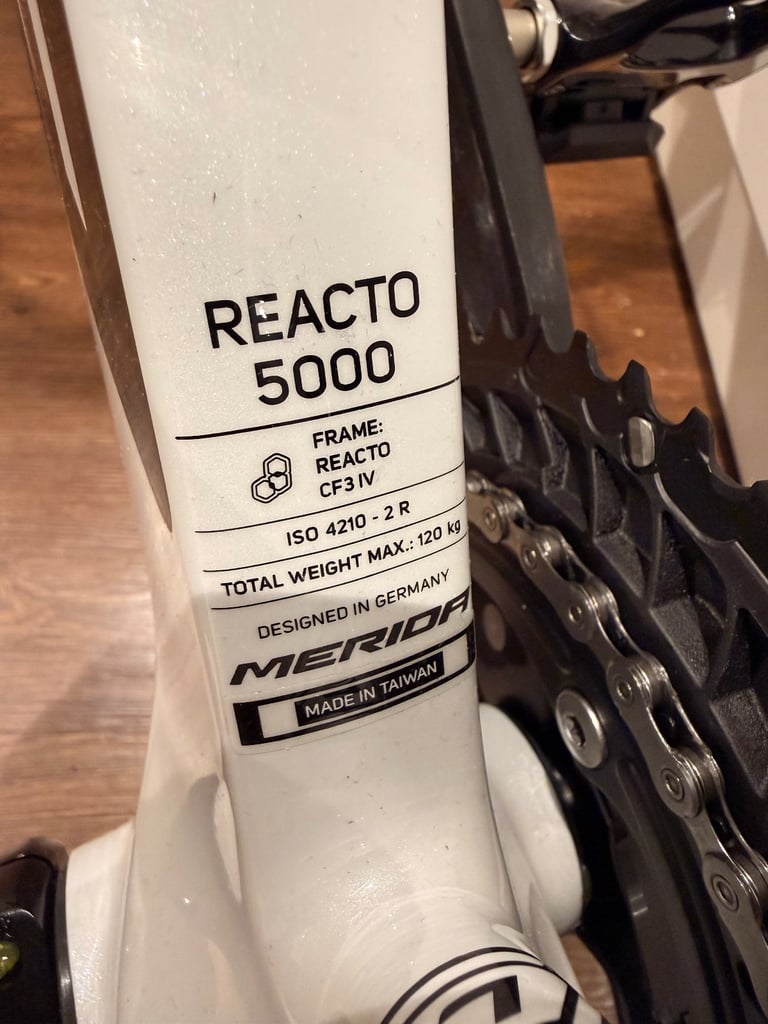 REACTO
5000
FRAME:
REACTO
CF3 IV
ISO 4210 - 2 R
TOTAL WEIGHT MAX.: 120 kg
DESIGNED IN GERMANY
MERIDA
MADE IN TAIWAN